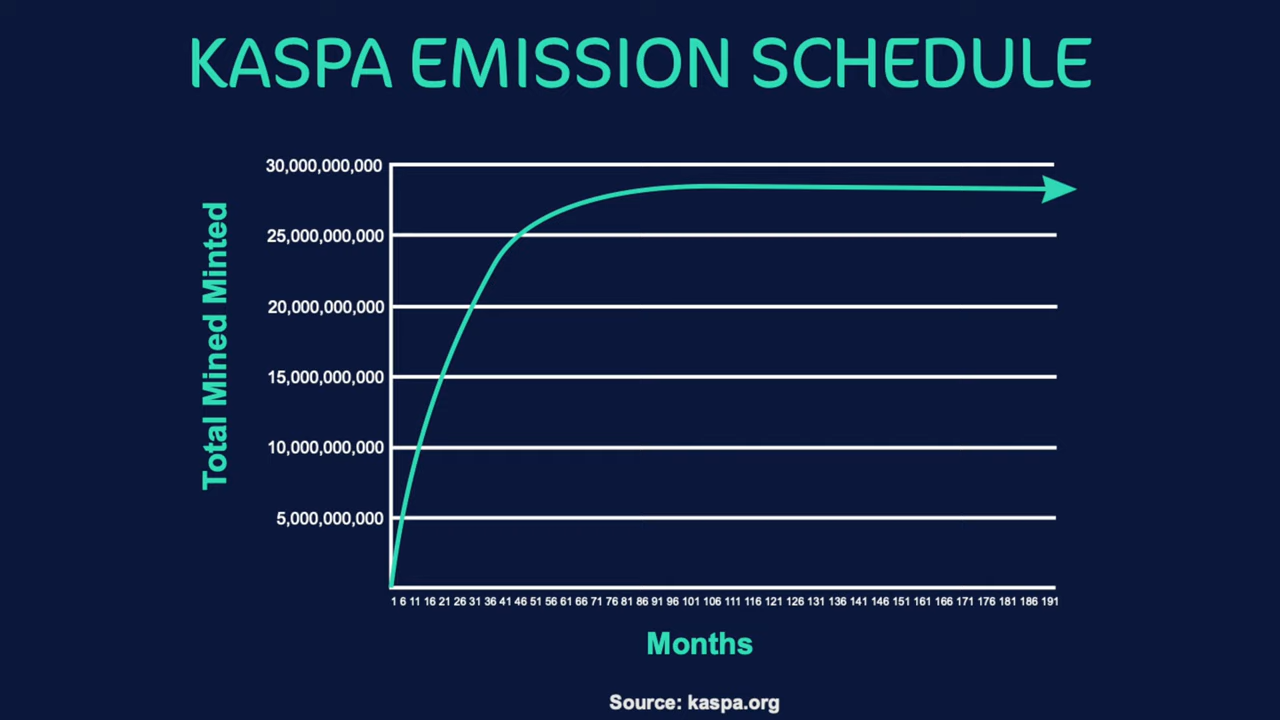 KASPA EMISSION SCHEDULE
Total Mined Minted
30,000,000,000
25,000,000,000
20,000,000,000
15,000,000,000
10,000,000,000
5,000,000,000
1 6 11 16 21 26 31 36 41 46 51 56 61 66 71 76 81 86 91 96 101 106 111 116 121 126 131 136 141 146 151 161 166 171 176 181 186 191
Months
Source: kaspa.org